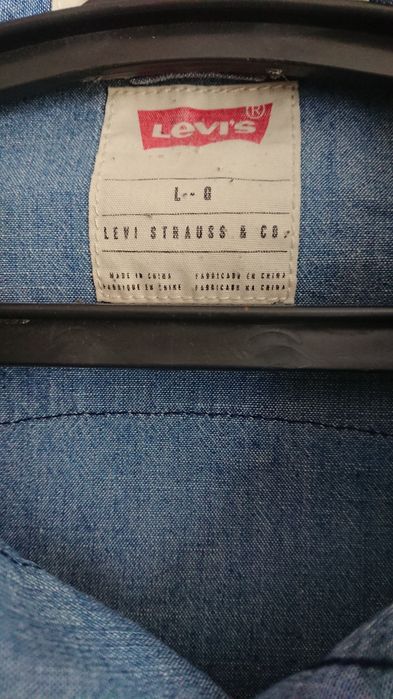 Levi's®
L-G
LEVI STRAUSS & CO.
MADE IN CHINA FABRICADO EN CHINA
FABRIQUÉ EN CHINE FABRICADO NA CHINA